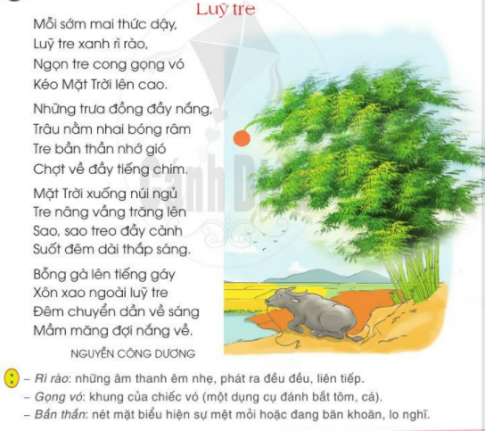 Luỹ tre
Mỗi sớm mai thức dậy,
Luỹ tre xanh rì rào,
Ngọn tre cong gọng vó
Kéo Mặt Trời lên cao.
Những trưa đồng đầy nắng,
Trâu nằm nhai bóng râm
Tre bần thần nhớ gió
Chợt về đầy tiếng chim.
Mặt Trời xuống núi ngủ
Tre nâng vầng trăng lên
Sao, sao treo đầy cành
Suốt đêm dài thắp sáng.
Bỗng gà lên tiếng gáy
Xôn xao ngoài luỹ tre
Đêm chuyển dần về sáng
Mầm măng đợi nắng về.
NGUYỄN CÔNG DƯƠNG
– Rì rào: những âm thanh êm nhẹ, phát ra đều đều, liên tiếp.
– Gọng vó: khung của chiếc vó (một dụng cụ đánh bắt tôm, cá).
– Bần thần: nét mặt biểu hiện sự mệt mỏi hoặc đang băn khoăn, lo nghĩ.